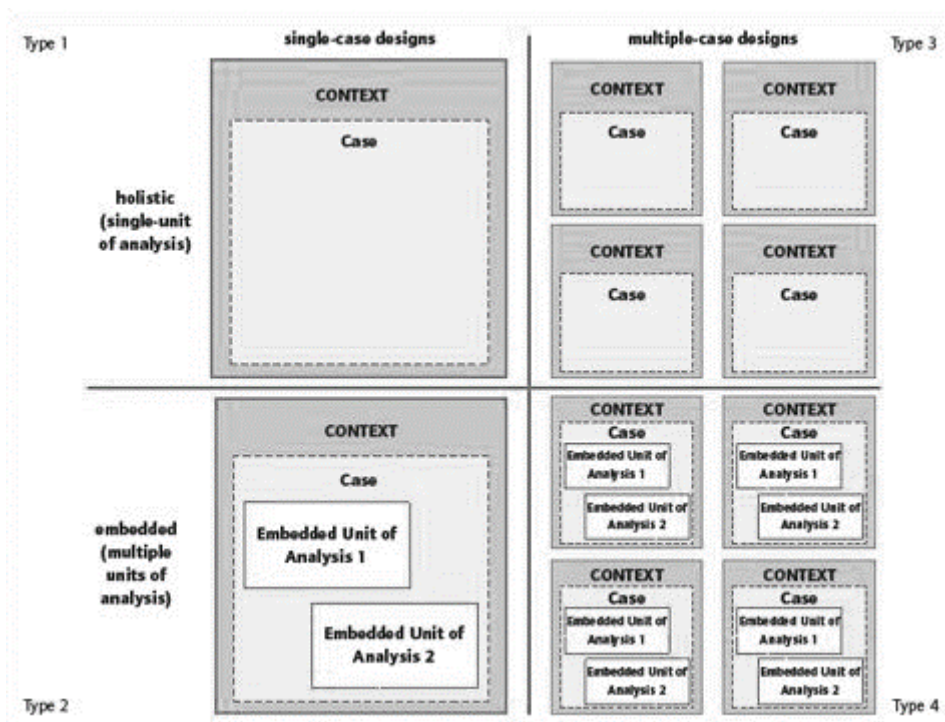 Type 1
single-case designs
multiple-case designs
Type 3
holistic
(single-unit
of analysis)
CONTEXT
Case
CONTEXT
Case
CONTEXT
Case
CONTEXT
Case
CONTEXT
Case
embedded
(multiple
units of
analysis)
CONTEXT
Case
Embedded Unit of
Analysis 1
Embedded Unit of
Analysis 2
CONTEXT
Case
Embedded Unit of
Analysis 1
Embedded Unit of
Analysis 2
CONTEXT
Case
Embedded Unit of
Analysis 1
Embedded Unit of
Analysis 2
CONTEXT
Case
Embedded Unit of
Analysis 1
Embedded Unit of
Analysis 2
CONTEXT
Case
Embedded Unit of
Analysis 1
Embedded Unit of
Analysis 2
Type 2
Type 4